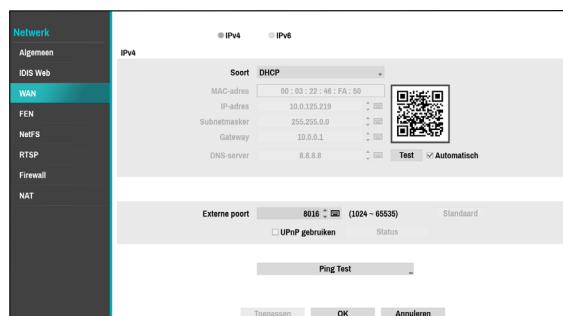 Netwerk
Algemeen
IDIS Web
WAN
FEN
NetFS
RTSP
Firewall
NAT
IPv4 IPv6
IPv4
Soort DHCP
MAC-adres 00 : 03 : 22 : 46 : FA : 50
IP-adres 10.0.125.219
Subnetmasker 255.255.0.0
Gateway 10.0.0.1
DNS-server 8.8.8.8 Test Automatisch
Externe poort 8016 (1024 ~ 65535) Standaard
UPnP gebruiken Status
Ping Test
Toepassen OK Annuleren